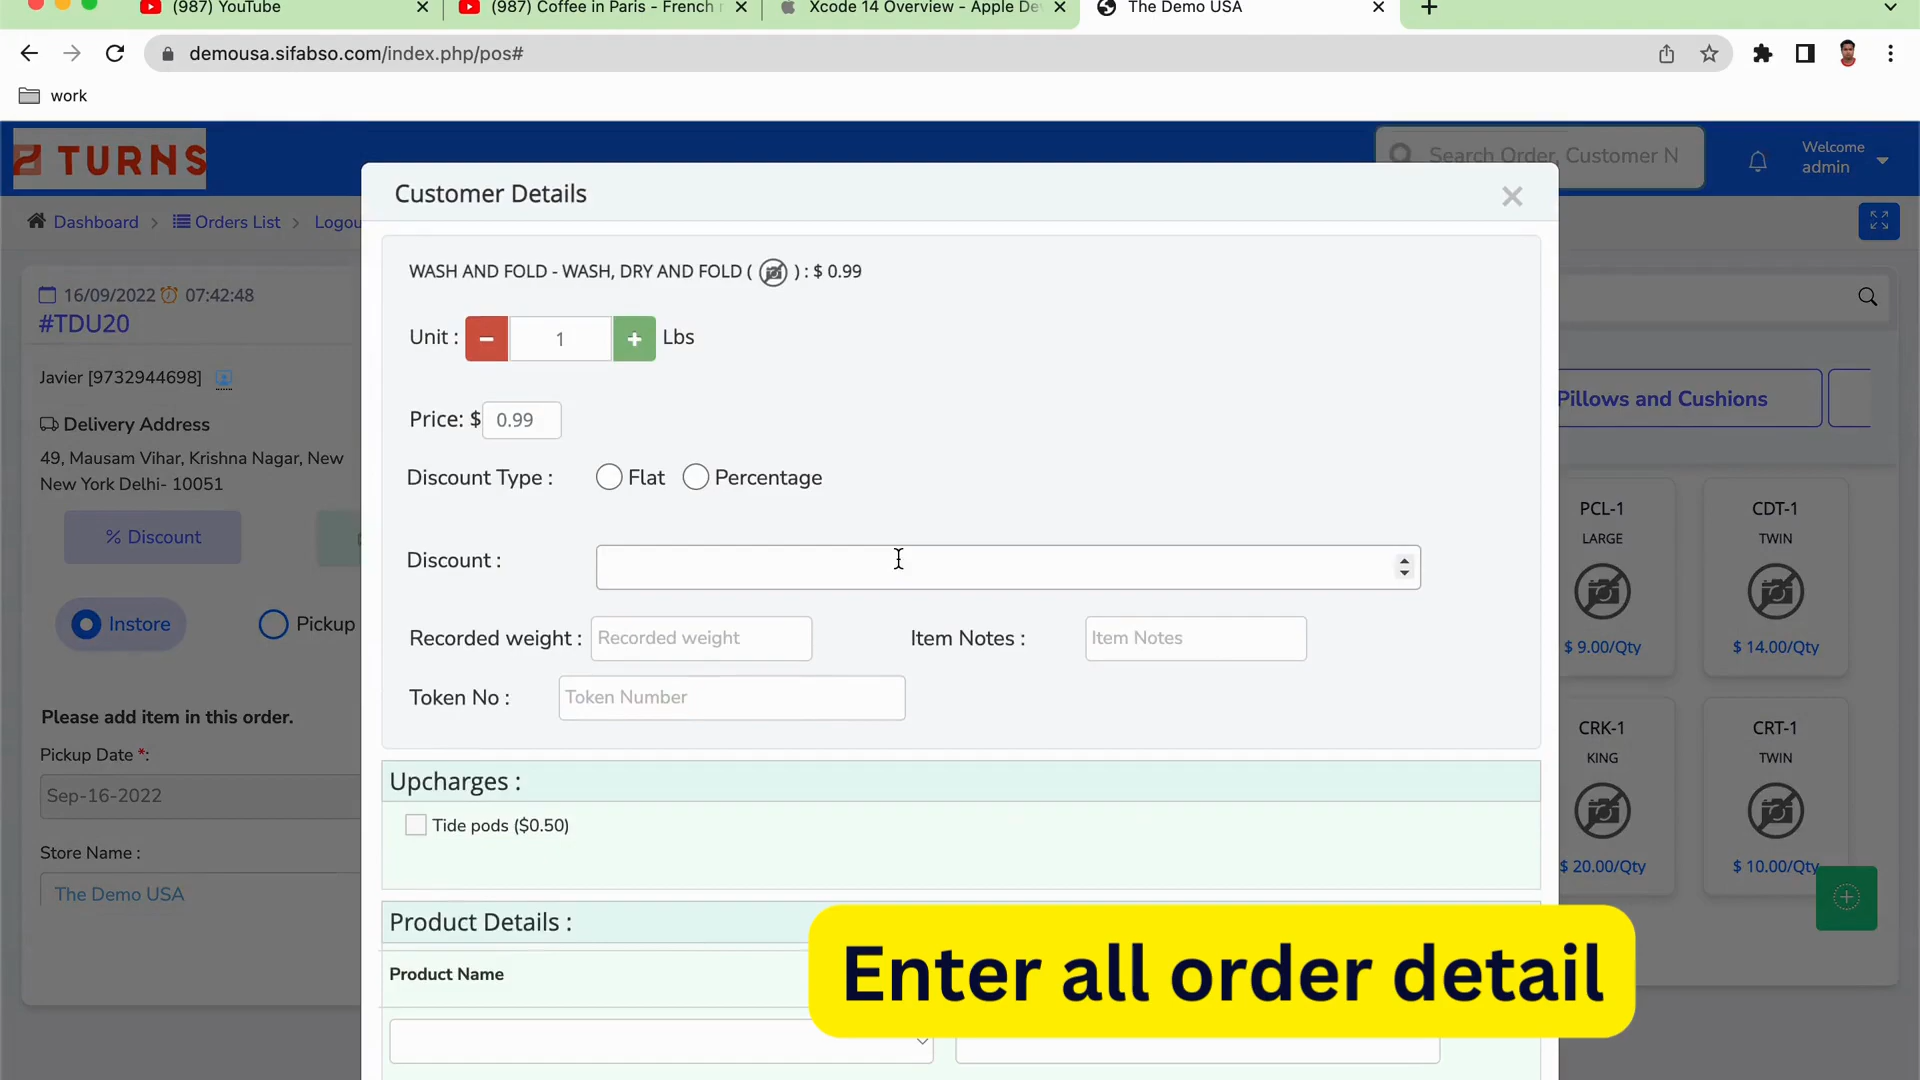 (987) YouTube
(987) Coffee in Paris - French
Xcode 14 Overview - Apple De
The Demo USA
demousa.sifabso.com/index.php/pos#
work
TURNS
Search Order, Customer N
Welcome
admin
Dashboard
Orders List
Logou
Customer Details
16/09/2022 07:42:48
#TDU20
Javier [9732944698]
Delivery Address
49, Mausam Vihar, Krishna Nagar, New
New York Delhi- 10051
% Discount
Instore
Pickup
Please add item in this order.
Pickup Date *:
Sep-16-2022
Store Name :
The Demo USA
WASH AND FOLD - WASH, DRY AND FOLD ( ) : $ 0.99
Unit : − 1 + Lbs
Price: $ 0.99
Discount Type : Flat Percentage
Discount :
Recorded weight : Recorded weight Item Notes : Item Notes
Token No : Token Number
Upcharges :
Tide pods ($0.50)
Product Details :
Product Name
Pillows and Cushions
PCL-1
LARGE
$ 9.00/Qty
CDT-1
TWIN
$ 14.00/Qty
CRK-1
KING
$ 20.00/Qty
CRT-1
TWIN
$ 10.00/Qty
Enter all order detail